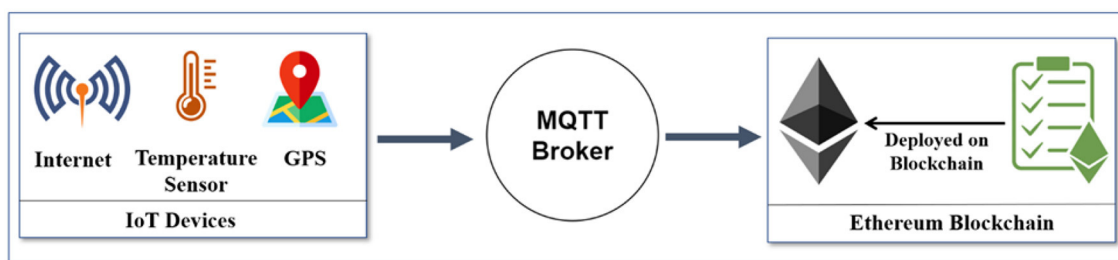 Internet
Temperature
Sensor
GPS
IoT Devices
MQTT
Broker
Deployed on
Blockchain
Ethereum Blockchain